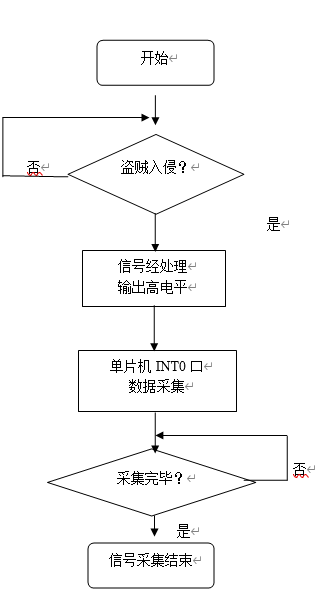 开始
盗贼入侵？
否
是
信号经处理
输出高电平
单片机 INT0 口
数据采集
采集完毕？
否
是
信号采集结束